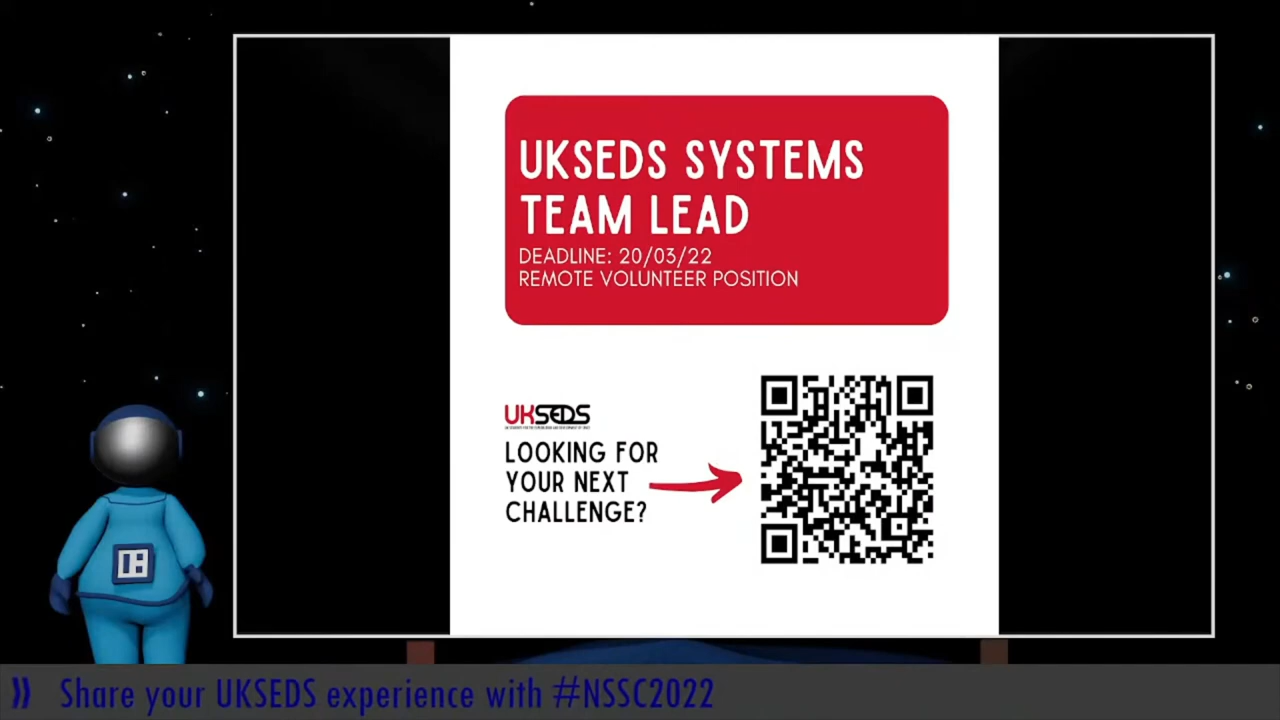 UKSEDS SYSTEMS
TEAM LEAD
DEADLINE: 20/03/22
REMOTE VOLUNTEER POSITION
UKSEDS
LOOKING FOR
YOUR NEXT
CHALLENGE?
» Share your UKSEDS experience with #NSSC2022